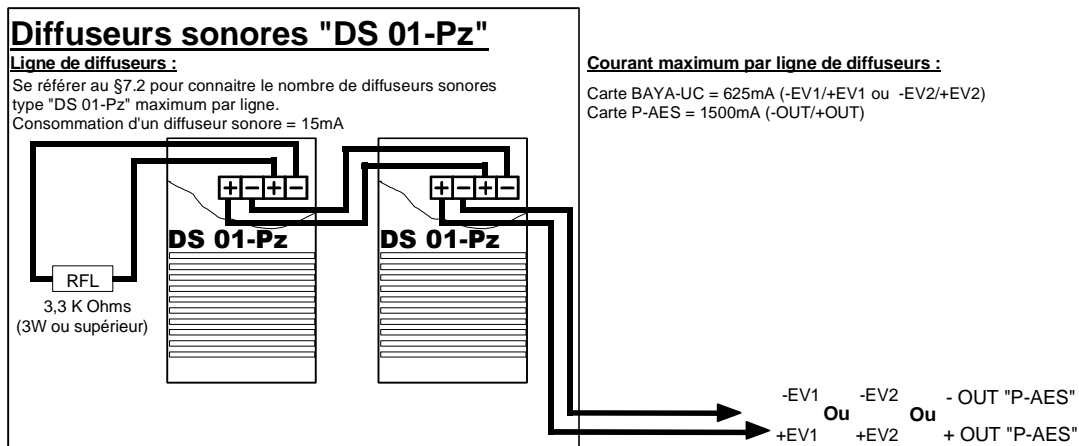 Diffuseurs sonores "DS 01-Pz"
Ligne de diffuseurs :
Se référer au §7.2 pour connaitre le nombre de diffuseurs sonores
type "DS 01-Pz" maximum par ligne.
Consommation d'un diffuseur sonore = 15mA
Courant maximum par ligne de diffuseurs :
Carte BAYA-UC = 625mA (-EV1/+EV1 ou -EV2/+EV2)
Carte P-AES = 1500mA (-OUT/+OUT)
+ - + -
+ - + -
DS 01-Pz
DS 01-Pz
RFL
3,3 K Ohms
(3W ou supérieur)
-EV1 -EV2 - OUT "P-AES"
Ou Ou
+EV1 +EV2 + OUT "P-AES"